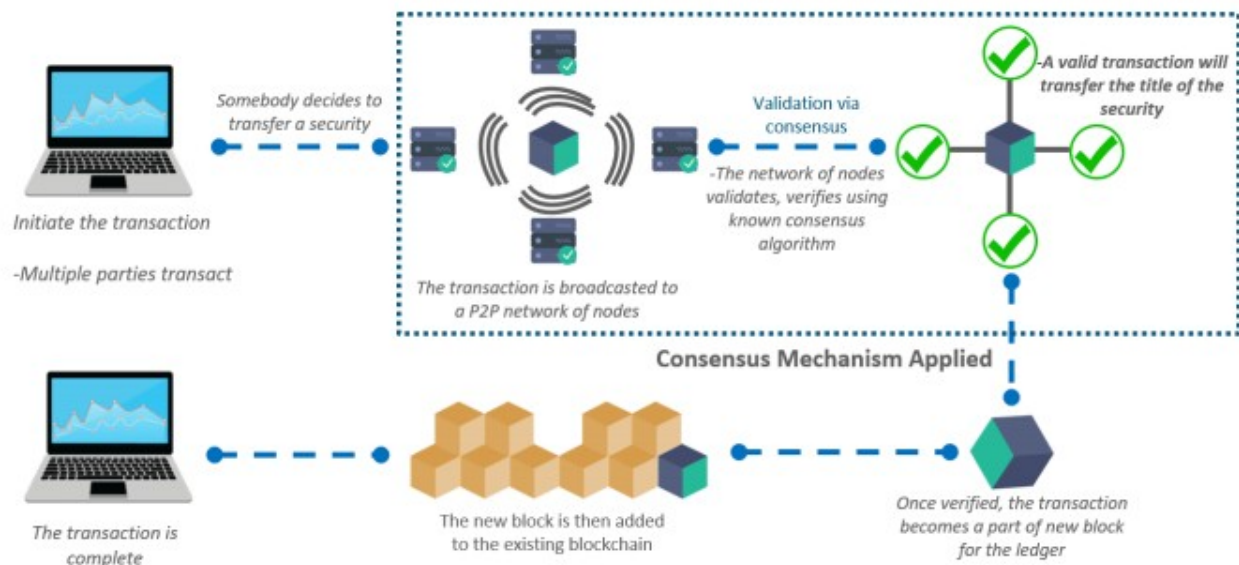 Somebody decides to
transfer a security
Initiate the transaction
-Multiple parties transact
The transaction is broadcasted to
a P2P network of nodes
Validation via
consensus
-The network of nodes
validates, verifies using
known consensus
algorithm
-A valid transaction will
transfer the title of the
security
Consensus Mechanism Applied
Once verified, the transaction
becomes a part of new block
for the ledger
The new block is then added
to the existing blockchain
The transaction is
complete